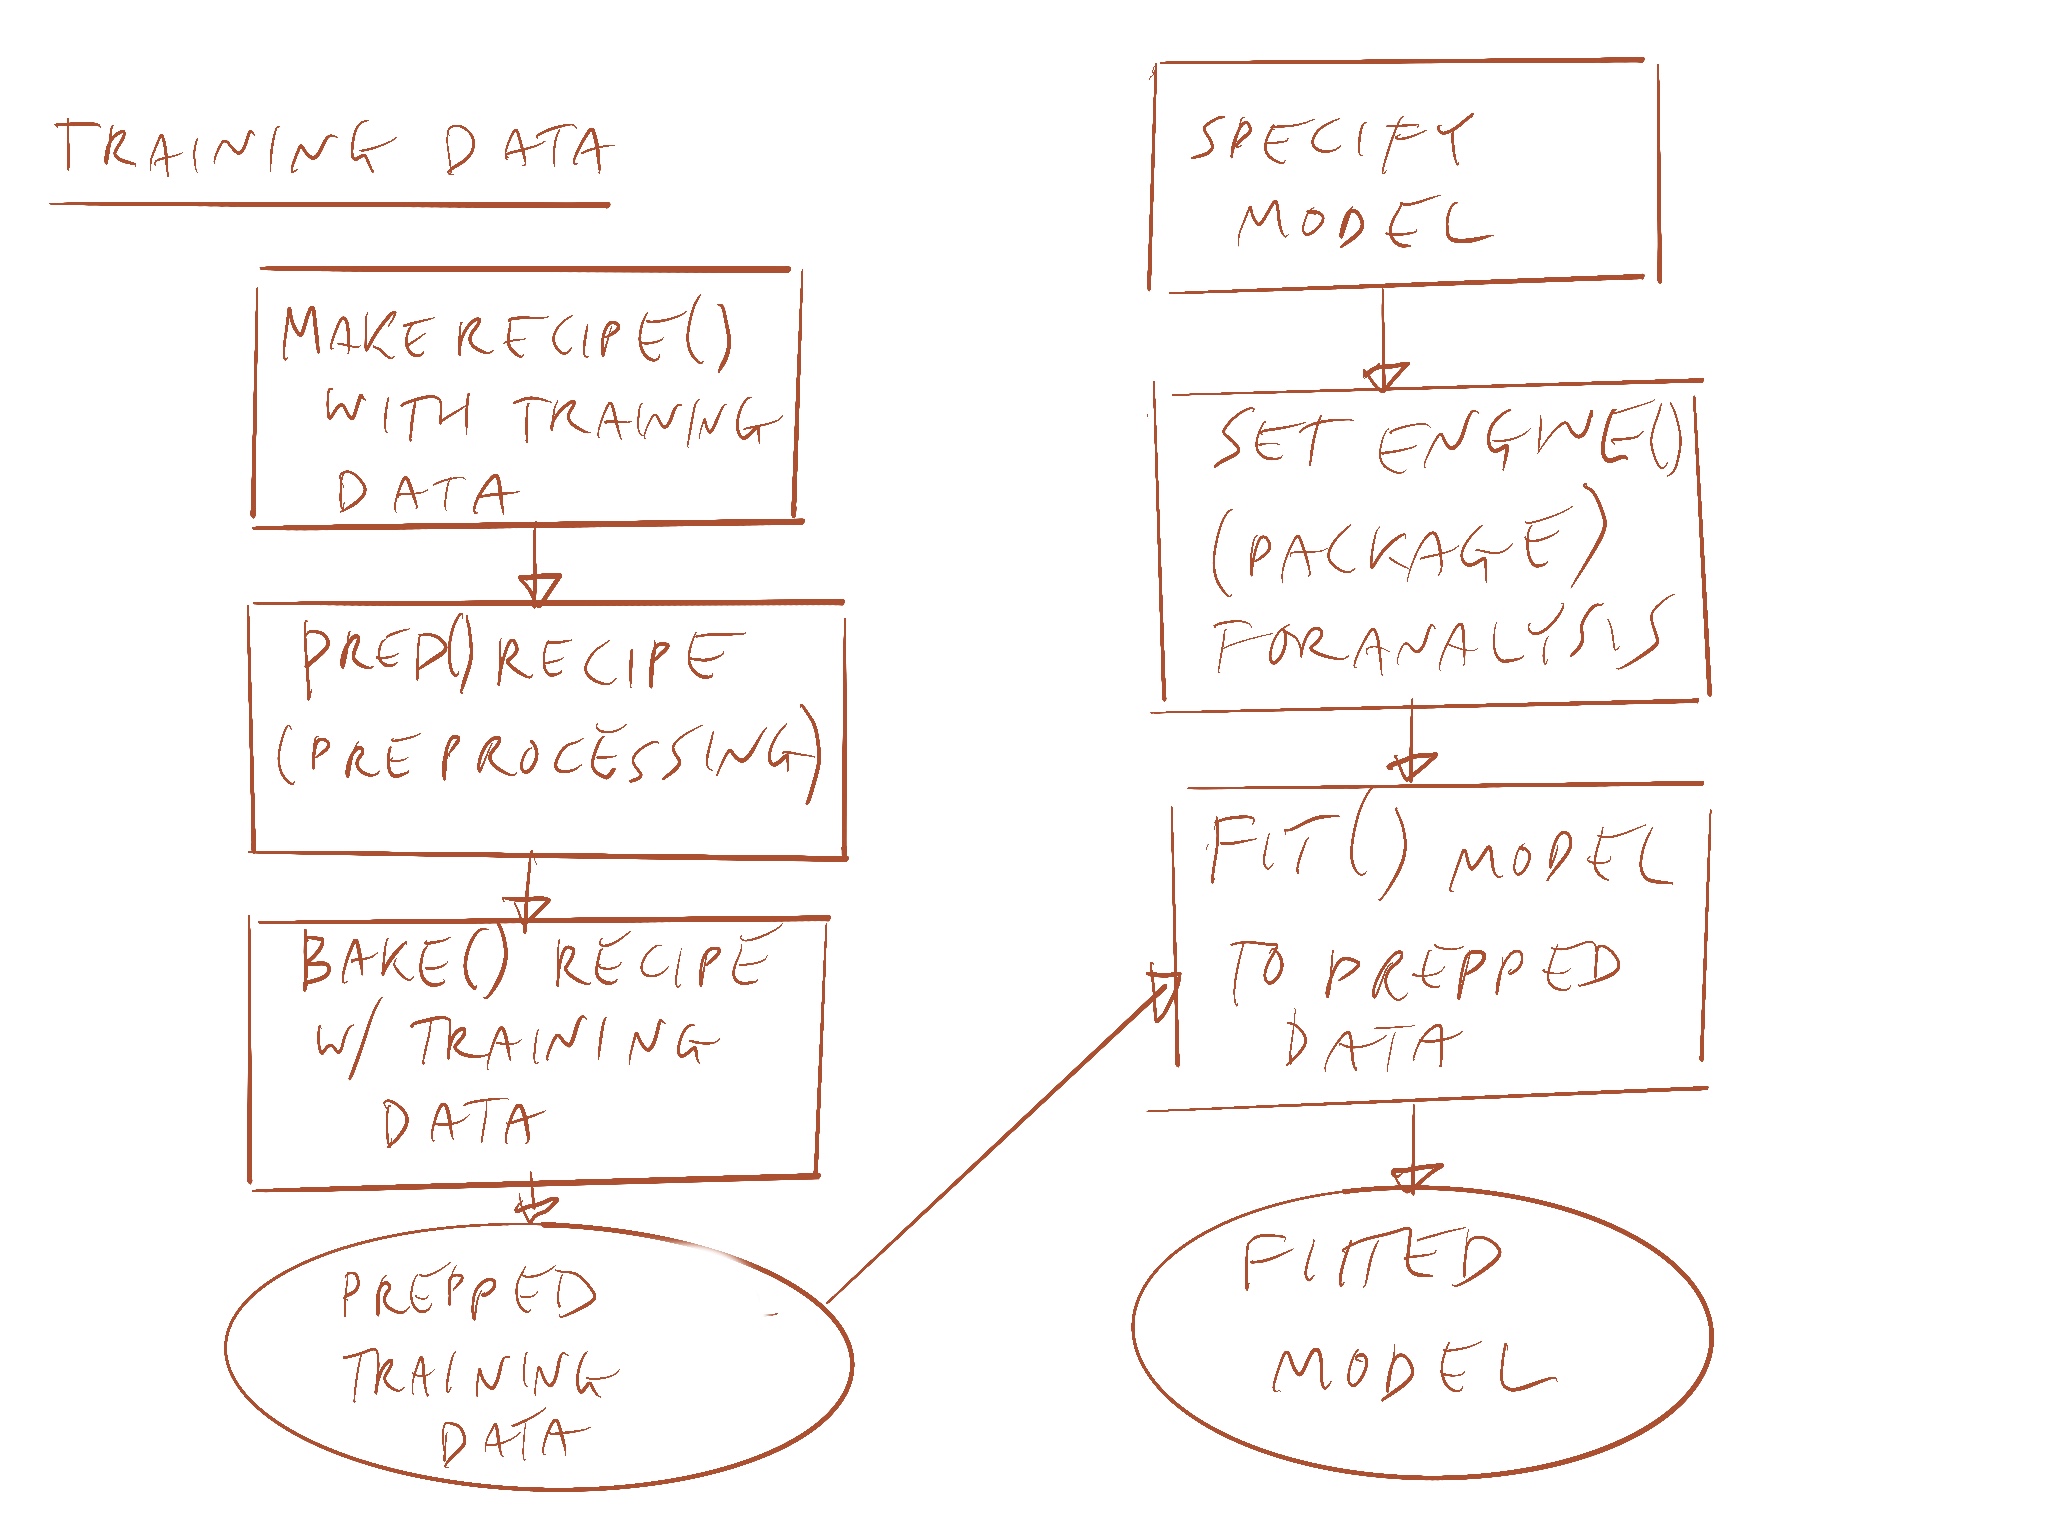 TRAINING DATA
MAKE RECIPE()
WITH TRAINING
DATA
PRED() RECIPE
(PREPROCESSING)
BAKE() RECIPE
W/ TRAINING
DATA
PREPPED
TRAINING
DATA
SPECIFY
MODEL
SET ENGINE()
(PACKAGE)
FOR ANALYSIS
FIT() MODEL
TO PREPPED
DATA
FITTED
MODEL